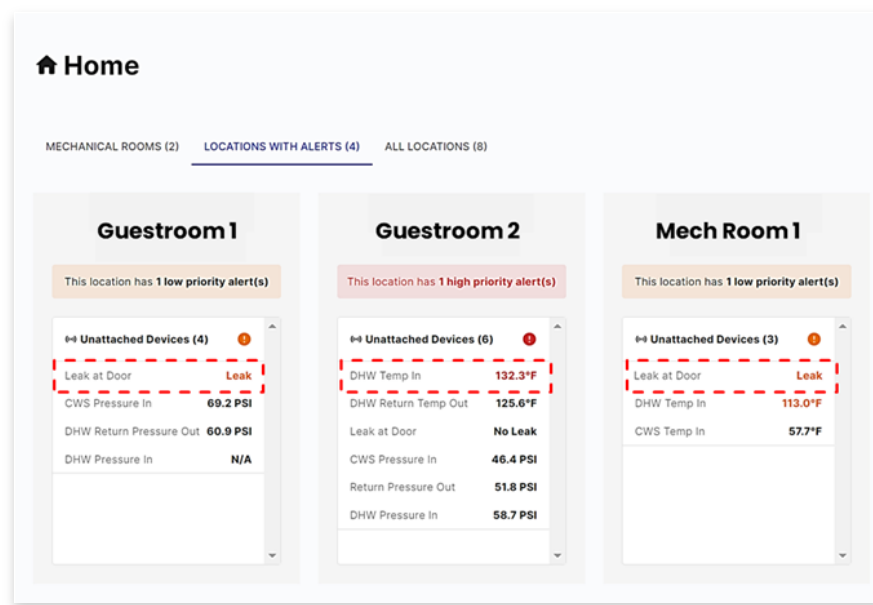 Home
MECHANICAL ROOMS (2) LOCATIONS WITH ALERTS (4) ALL LOCATIONS (8)
Guestroom 1
This location has 1 low priority alert(s)
Unattached Devices (4)
Leak at Door Leak
CWS Pressure In 69.2 PSI
DHW Return Pressure Out 60.9 PSI
DHW Pressure In N/A
Guestroom 2
This location has 1 high priority alert(s)
Unattached Devices (6)
DHW Temp In 132.3°F
DHW Return Temp Out 125.6°F
Leak at Door No Leak
CWS Pressure In 46.4 PSI
Return Pressure Out 51.8 PSI
DHW Pressure In 58.7 PSI
Mech Room 1
This location has 1 low priority alert(s)
Unattached Devices (3)
Leak at Door Leak
DHW Temp In 113.0°F
CWS Temp In 57.7°F